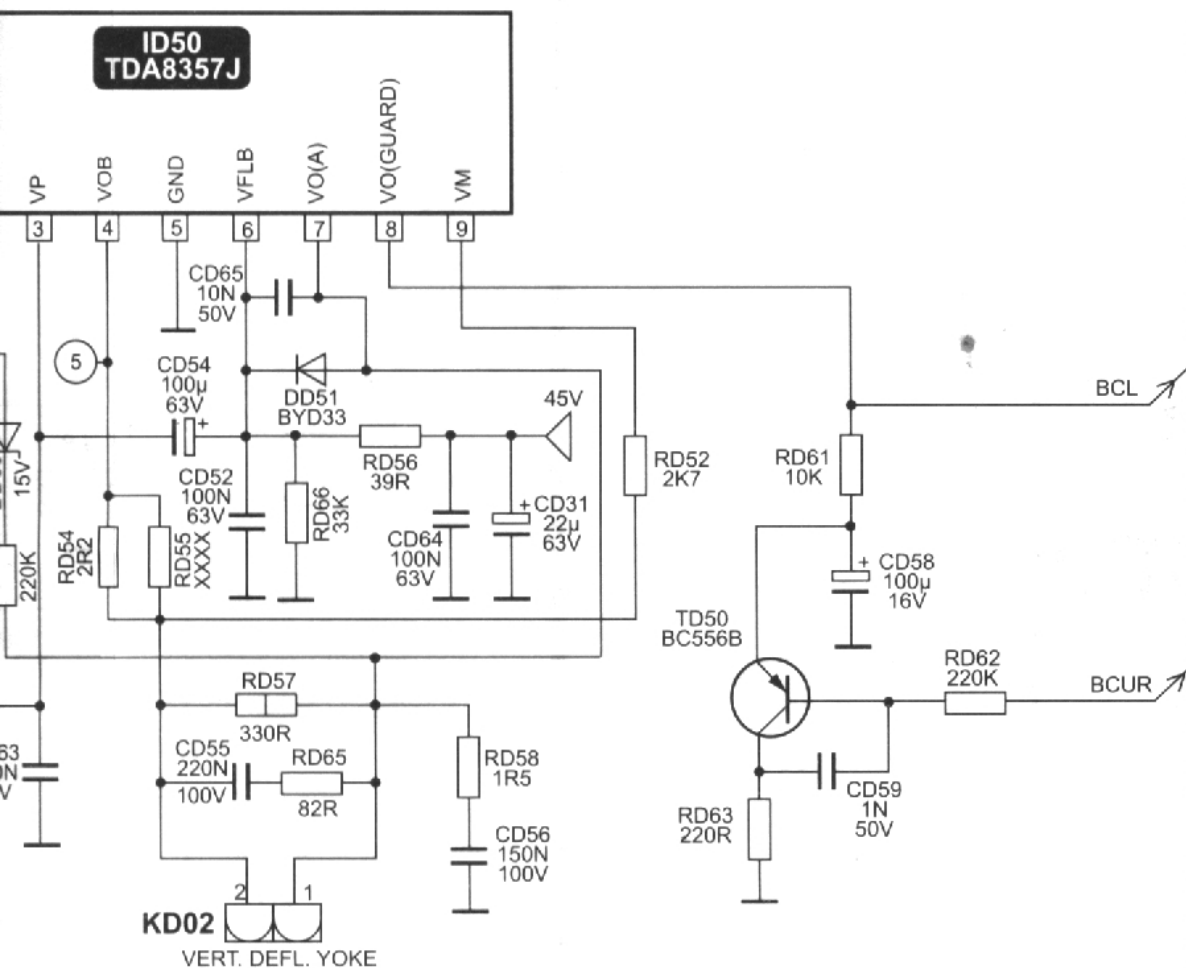 ID50
TDA8357J
VP
VOB
GND
VFLB
VO(A)
VO(GUARD)
VM
3
4
5
6
7
8
9
CD65
10N
50V
5
CD54
100µ
63V
+
DD51
BYD33
45V
BCL
15V
RD56
39R
RD52
2K7
RD61
10K
CD52
100N
63V
RD66
33K
CD64
100N
63V
+
CD31
22µ
63V
220K
RD54
2R2
RD55
XXXX
+
CD58
100µ
16V
TD50
BC556B
RD62
220K
BCUR
RD57
330R
CD55
220N
100V
RD65
82R
RD58
1R5
63
0N
V
CD59
1N
50V
RD63
220R
CD56
150N
100V
2
1
KD02
VERT. DEFL. YOKE